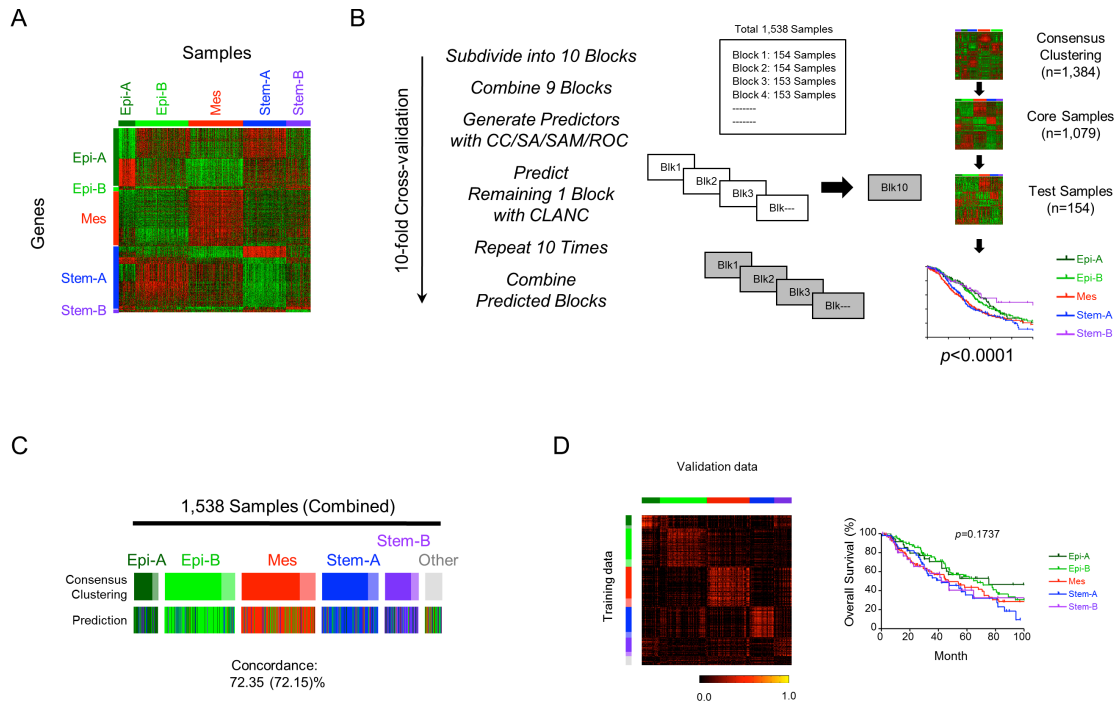 A
Samples
Epi-A
Epi-B
Mes
Stem-A
Stem-B
Genes
Epi-A
Epi-B
Mes
Stem-A
Stem-B
B
10-fold Cross-validation
Subdivide into 10 Blocks
Combine 9 Blocks
Generate Predictors
with CC/SA/SAM/ROC
Predict
Remaining 1 Block
with CLANC
Repeat 10 Times
Combine
Predicted Blocks
Total 1,538 Samples
Block 1: 154 Samples
Block 2: 154 Samples
Block 3: 153 Samples
Block 4: 153 Samples
-------
-------
Blk1
Blk2
Blk3
Blk---
Blk10
Blk1
Blk2
Blk3
Blk---
Consensus
Clustering
(n=1,384)
Core Samples
(n=1,079)
Test Samples
(n=154)
Epi-A
Epi-B
Mes
Stem-A
Stem-B
p<0.0001
C
1,538 Samples (Combined)
Epi-A
Epi-B
Mes
Stem-A
Stem-B
Other
Consensus
Clustering
Prediction
Concordance:
72.35 (72.15)%
D
Validation data
Training data
0.0
1.0
Overall Survival (%)
100
80
60
40
20
0
0
20
40
60
80
100
Month
p=0.1737
Epi-A
Epi-B
Mes
Stem-A
Stem-B